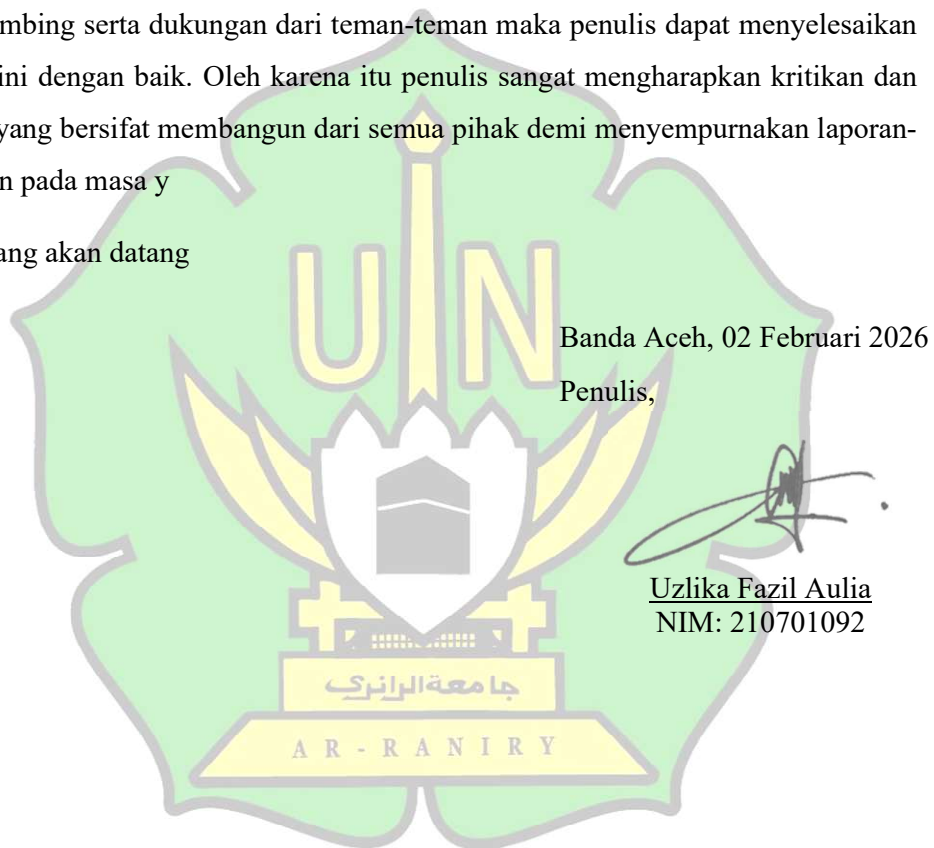 mbing serta dukungan dari teman-teman maka penulis dapat menyelesaikan
ini dengan baik. Oleh karena itu penulis sangat mengharapkan kritikan dan
yang bersifat membangun dari semua pihak demi menyempurnakan laporan-
n pada masa y
ang akan datang
UIN
Banda Aceh, 02 Februari 2026
Penulis,
Uzlika Fazil Aulia
NIM: 210701092
جامعةالرانري
AR-RANIRY